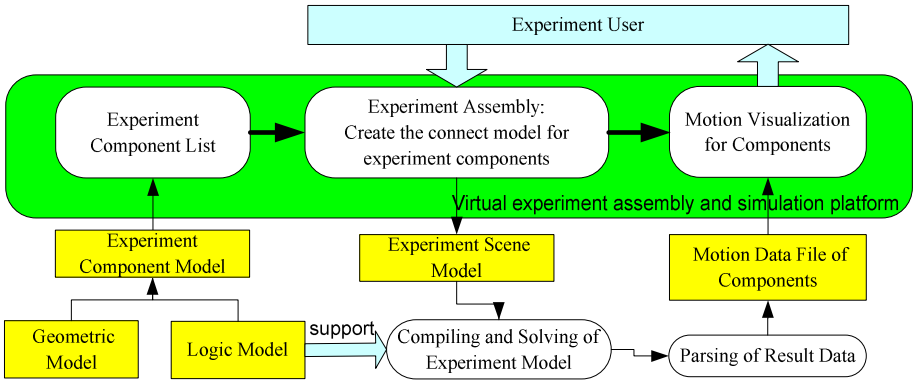 Experiment User
Experiment
Component List
Experiment Assembly:
Create the connect model for
experiment components
Motion Visualization
for Components
Virtual experiment assembly and simulation platform
Experiment
Component Model
Experiment Scene
Model
Motion Data File of
Components
Geometric
Model
Logic Model
support
Compiling and Solving of
Experiment Model
Parsing of Result Data